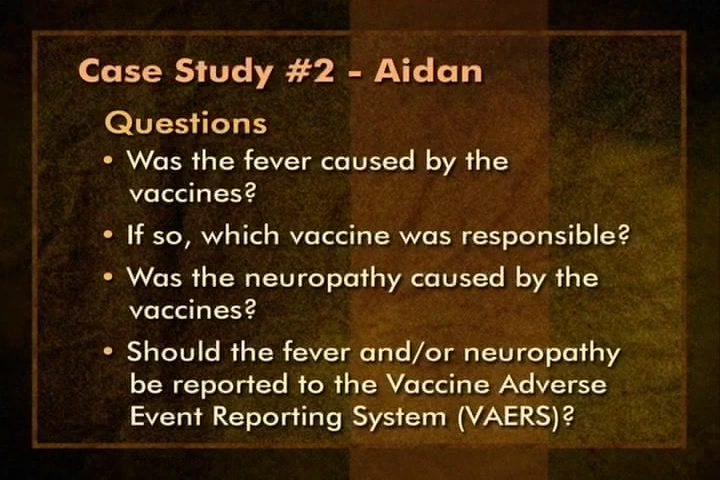 Case Study #2 - Aidan
Questions
• Was the fever caused by the
vaccines?
• If so, which vaccine was responsible?
• Was the neuropathy caused by the
vaccines?
• Should the fever and/or neuropathy
be reported to the Vaccine Adverse
Event Reporting System (VAERS)?